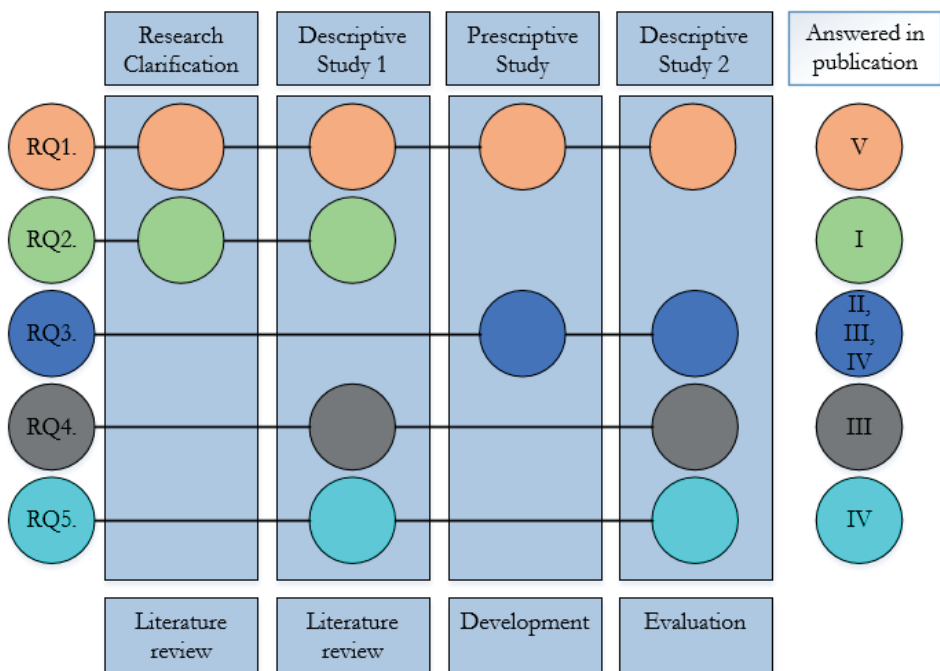 Research
Clarification
Descriptive
Study 1
Prescriptive
Study
Descriptive
Study 2
Answered in
publication
RQ1.
V
RQ2.
I
RQ3.
II,
III,
IV
RQ4.
III
RQ5.
IV
Literature
review
Literature
review
Development
Evaluation